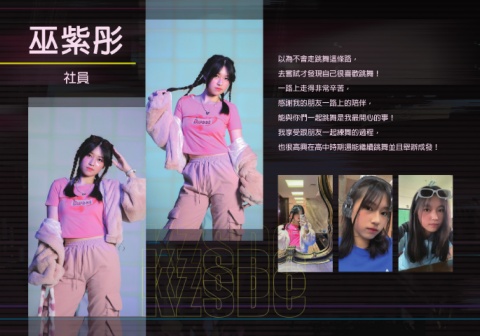 巫紫彤
社員
以為不會走跳舞這條路，
去嘗試才發現自己很喜歡跳舞！
一路上走得非常辛苦，
感謝我的朋友一路上的陪伴，
能與你們一起跳舞是我最開心的事！
我享受跟朋友一起練舞的過程，
也很高興在高中時期還能繼續跳舞並且舉辦成發！
KZSDC